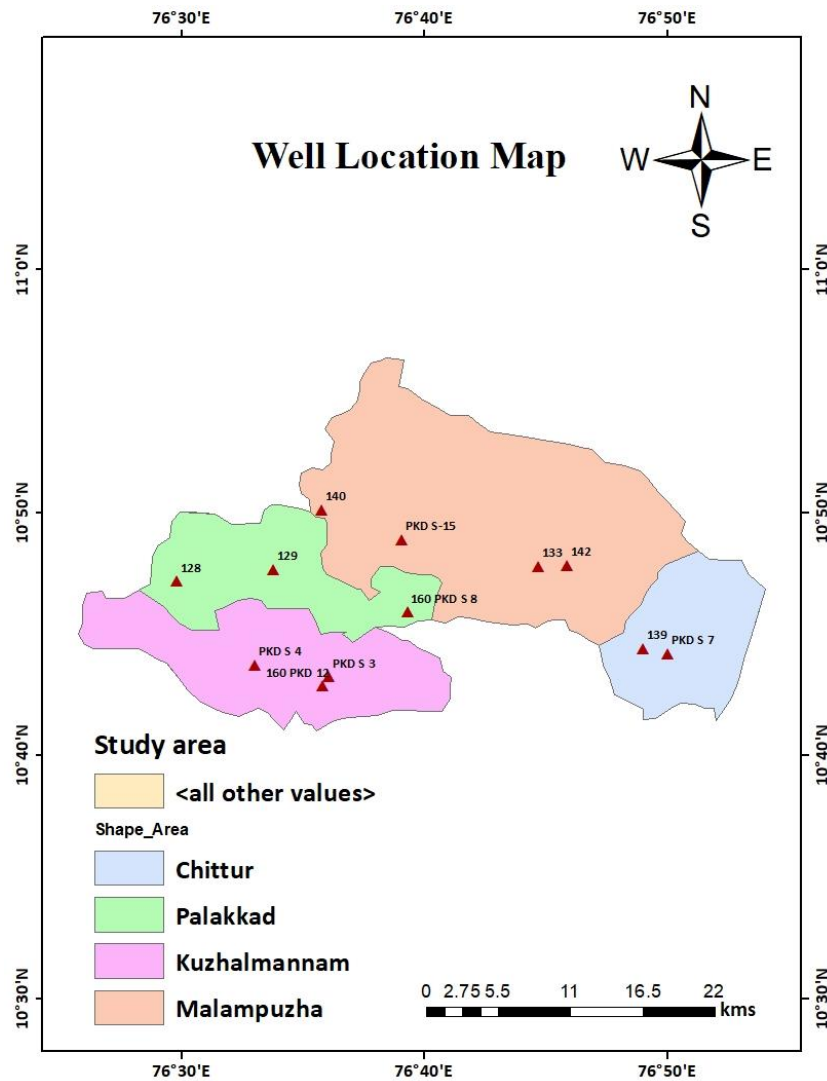 76°30'E 76°40'E 76°50'E
N
Well Location Map
W E
S
11°0'N 11°0'N
140
10°50'N 10°50'N
PKD S-15
133 142
129
128
160 PKD S 8
139 PKD S 7
PKD S 4
160 PKD 12 PKD S 3
Study area
10°40'N 10°40'N
<all other values>
Shape_Area
Chittur
Palakkad
Kuzhalmannam
Malampuzha
0 2.75 5.5 11 16.5 22
kms
10°30'N 10°30'N
76°30'E 76°40'E 76°50'E